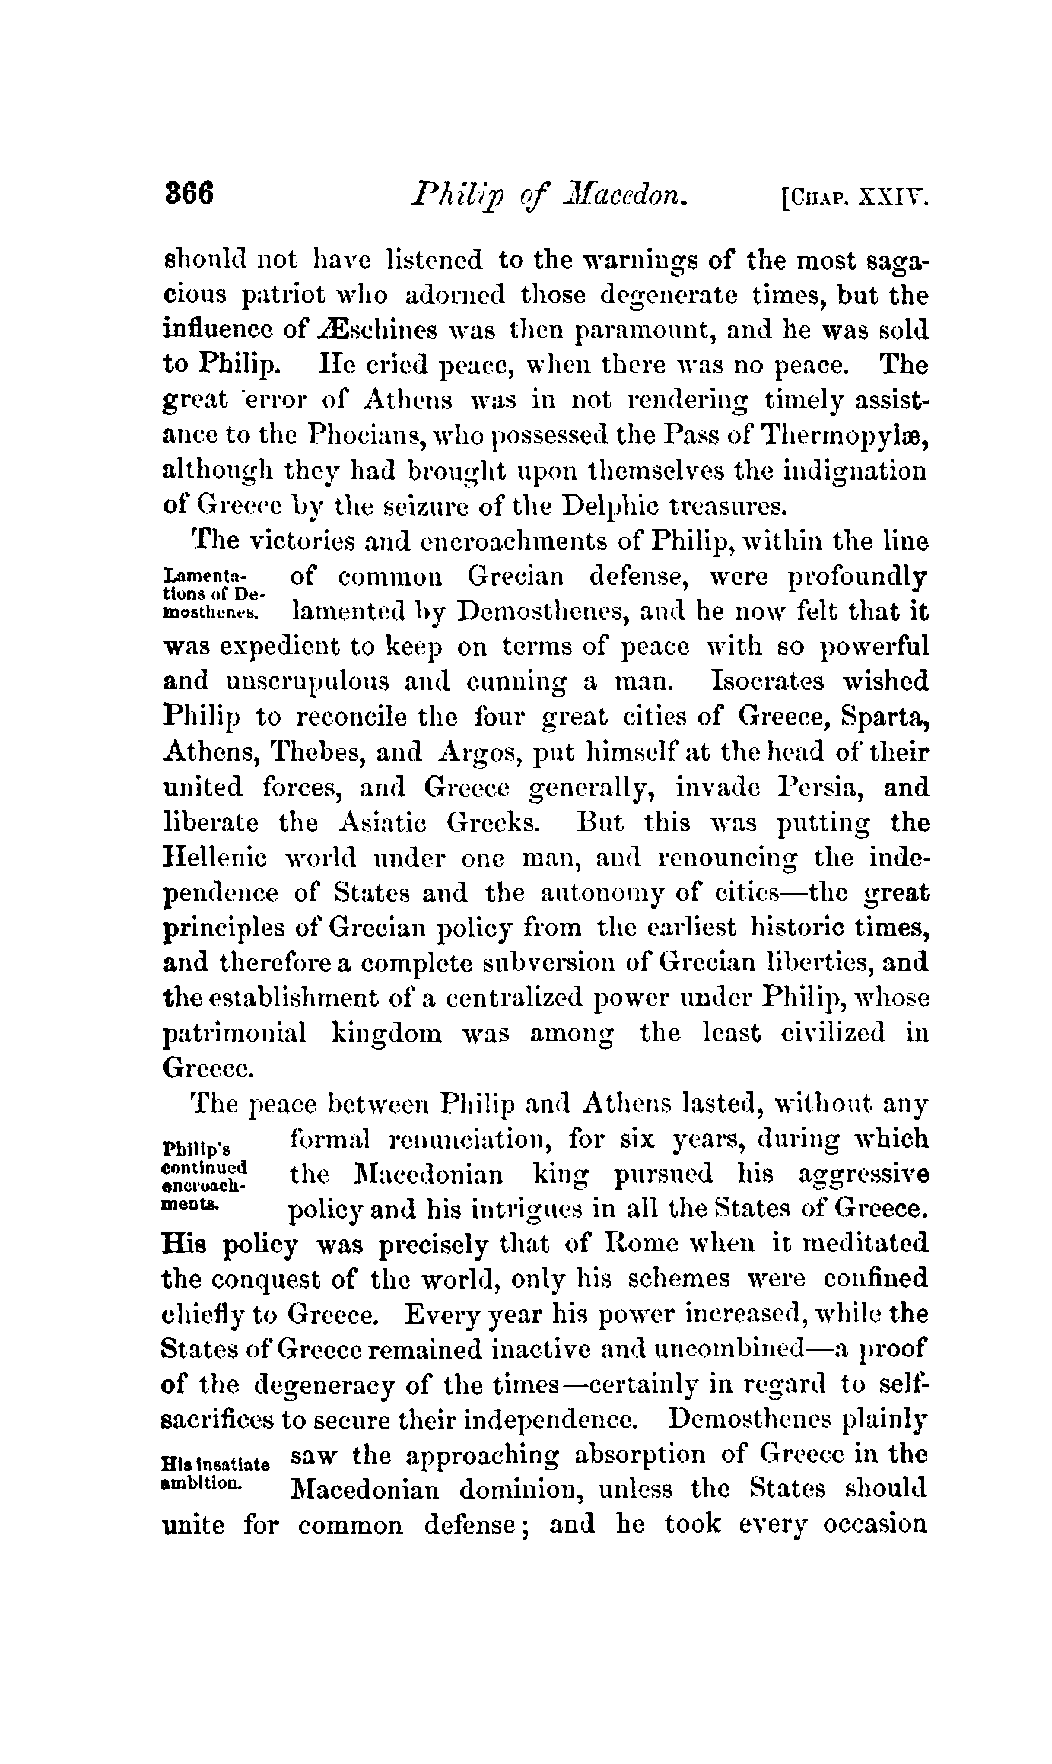 366 Philip of Macedon. [CHAP. XXIV.
should not have listened to the warnings of the most saga-
cious patriot who adorned those degenerate times, but the
influence of Æschines was then paramount, and he was sold
to Philip. He cried peace, when there was no peace. The
great error of Athens was in not rendering timely assist-
ance to the Phocians, who possessed the Pass of Thermopylæ,
although they had brought upon themselves the indignation
of Greece by the seizure of the Delphic treasures.
The victories and encroachments of Philip, within the line
Lamenta-
tions of De-
mosthenes.
of common Grecian defense, were profoundly
lamented by Demosthenes, and he now felt that it
was expedient to keep on terms of peace with so powerful
and unscrupulous and cunning a man. Isocrates wished
Philip to reconcile the four great cities of Greece, Sparta,
Athens, Thebes, and Argos, put himself at the head of their
united forces, and Greece generally, invade Persia, and
liberate the Asiatic Greeks. But this was putting the
Hellenic world under one man, and renouncing the inde-
pendence of States and the autonomy of cities—the great
principles of Grecian policy from the earliest historic times,
and therefore a complete subversion of Grecian liberties, and
the establishment of a centralized power under Philip, whose
patrimonial kingdom was among the least civilized in
Greece.
The peace between Philip and Athens lasted, without any
Philip's
continued
encroach-
ments.
formal renunciation, for six years, during which
the Macedonian king pursued his aggressive
policy and his intrigues in all the States of Greece.
His policy was precisely that of Rome when it meditated
the conquest of the world, only his schemes were confined
chiefly to Greece. Every year his power increased, while the
States of Greece remained inactive and uncombined—a proof
of the degeneracy of the times—certainly in regard to self-
sacrifices to secure their independence. Demosthenes plainly
His insatiate
ambition.
saw the approaching absorption of Greece in the
Macedonian dominion, unless the States should
unite for common defense; and he took every occasion